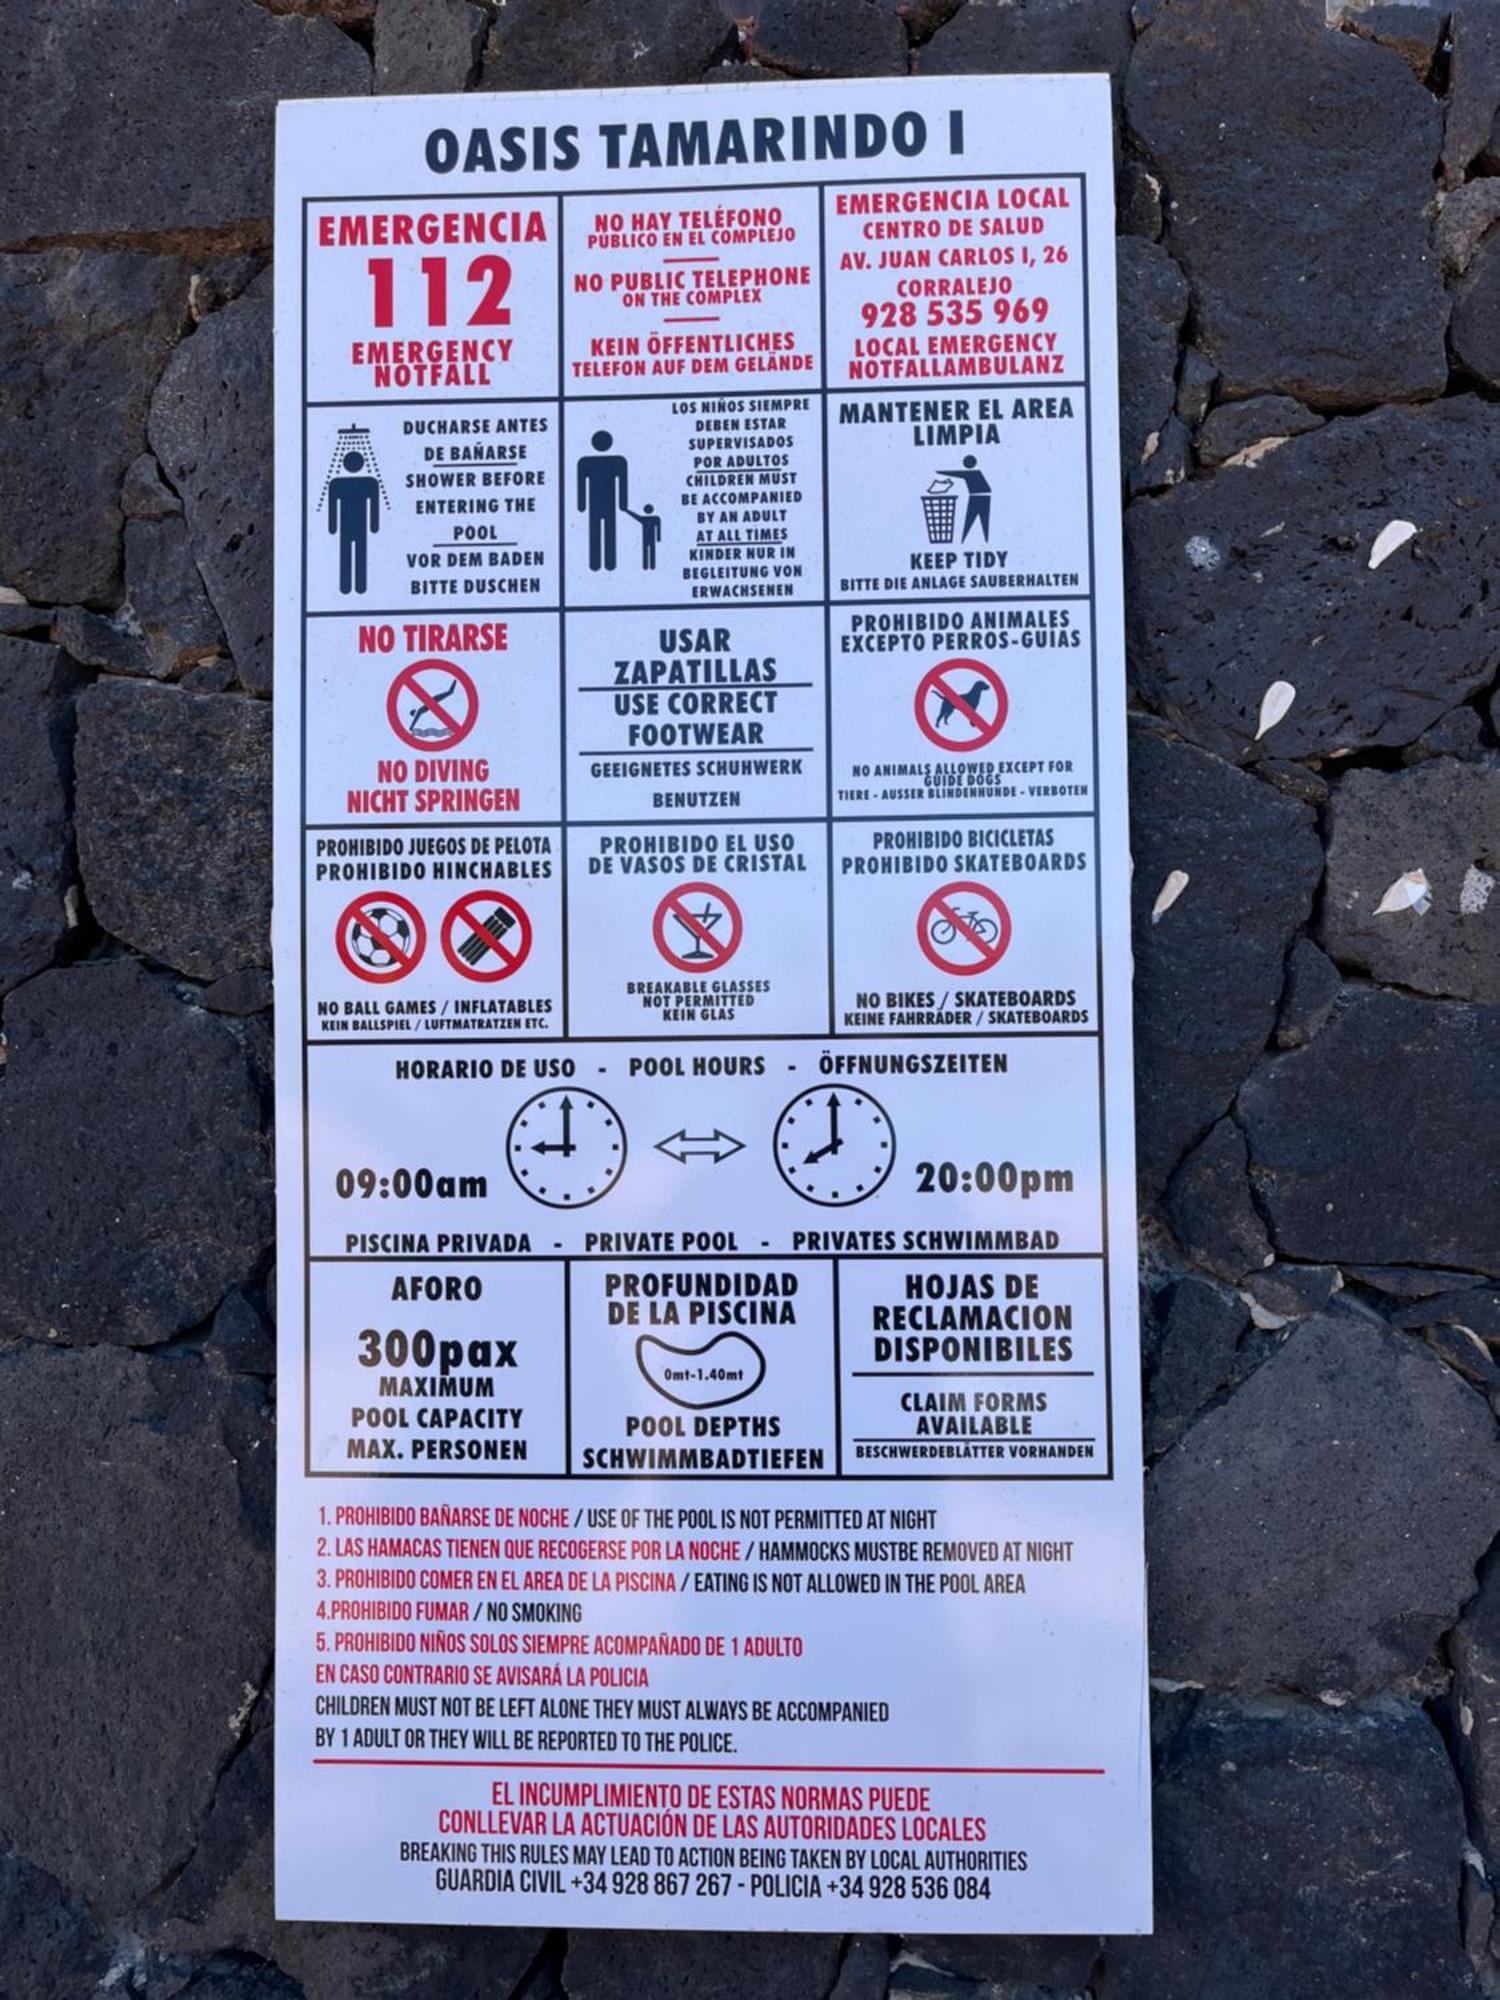 OASIS TAMARINDO I
EMERGENCIA
112
EMERGENCY
NOTFALL
NO HAY TELÉFONO
PUBLICO EN EL COMPLEJO
NO PUBLIC TELEPHONE
ON THE COMPLEX
KEIN ÖFFENTLICHES
TELEFON AUF DEM GELÄNDE
EMERGENCIA LOCAL
CENTRO DE SALUD
AV. JUAN CARLOS I, 26
CORRALEJO
928 535 969
LOCAL EMERGENCY
NOTFALLAMBULANZ
DUCHARSE ANTES
DE BAÑARSE
SHOWER BEFORE
ENTERING THE
POOL
VOR DEM BADEN
BITTE DUSCHEN
LOS NIÑOS SIEMPRE
DEBEN ESTAR
SUPERVISADOS
POR ADULTOS
CHILDREN MUST
BE ACCOMPANIED
BY AN ADULT
AT ALL TIMES
KINDER NUR IN
BEGLEITUNG VON
ERWACHSENEN
MANTENER EL AREA
LIMPIA
KEEP TIDY
BITTE DIE ANLAGE SAUBERHALTEN
NO TIRARSE
NO DIVING
NICHT SPRINGEN
USAR
ZAPATILLAS
USE CORRECT
FOOTWEAR
GEEIGNETES SCHUHWERK
BENUTZEN
PROHIBIDO ANIMALES
EXCEPTO PERROS-GUIAS
NO ANIMALS ALLOWED EXCEPT FOR
GUIDE DOGS
TIERE - AUSSER BLINDENHUNDE - VERBOTEN
PROHIBIDO JUEGOS DE PELOTA
PROHIBIDO HINCHABLES
NO BALL GAMES / INFLATABLES
KEIN BALLSPIEL / LUFTMATRATZEN ETC.
PROHIBIDO EL USO
DE VASOS DE CRISTAL
BREAKABLE GLASSES
NOT PERMITTED
KEIN GLAS
PROHIBIDO BICICLETAS
PROHIBIDO SKATEBOARDS
NO BIKES / SKATEBOARDS
KEINE FAHRRADER / SKATEBOARDS
HORARIO DE USO - POOL HOURS - ÖFFNUNGSZEITEN
09:00am
20:00pm
PISCINA PRIVADA - PRIVATE POOL - PRIVATES SCHWIMMBAD
AFORO
300pax
MAXIMUM
POOL CAPACITY
MAX. PERSONEN
PROFUNDIDAD
DE LA PISCINA
0mt-1.40mt
POOL DEPTHS
SCHWIMMBADTIEFEN
HOJAS DE
RECLAMACION
DISPONIBILES
CLAIM FORMS
AVAILABLE
BESCHWERDEBLÄTTER VORHANDEN
1. PROHIBIDO BAÑARSE DE NOCHE / USE OF THE POOL IS NOT PERMITTED AT NIGHT
2. LAS HAMACAS TIENEN QUE RECOGERSE POR LA NOCHE / HAMMOCKS MUSTBE REMOVED AT NIGHT
3. PROHIBIDO COMER EN EL AREA DE LA PISCINA / EATING IS NOT ALLOWED IN THE POOL AREA
4.PROHIBIDO FUMAR / NO SMOKING
5. PROHIBIDO NIÑOS SOLOS SIEMPRE ACOMPAÑADO DE 1 ADULTO
EN CASO CONTRARIO SE AVISARÁ LA POLICIA
CHILDREN MUST NOT BE LEFT ALONE THEY MUST ALWAYS BE ACCOMPANIED
BY 1 ADULT OR THEY WILL BE REPORTED TO THE POLICE.
EL INCUMPLIMIENTO DE ESTAS NORMAS PUEDE
CONLLEVAR LA ACTUACIÓN DE LAS AUTORIDADES LOCALES
BREAKING THIS RULES MAY LEAD TO ACTION BEING TAKEN BY LOCAL AUTHORITIES
GUARDIA CIVIL +34 928 867 267 - POLICIA +34 928 536 084